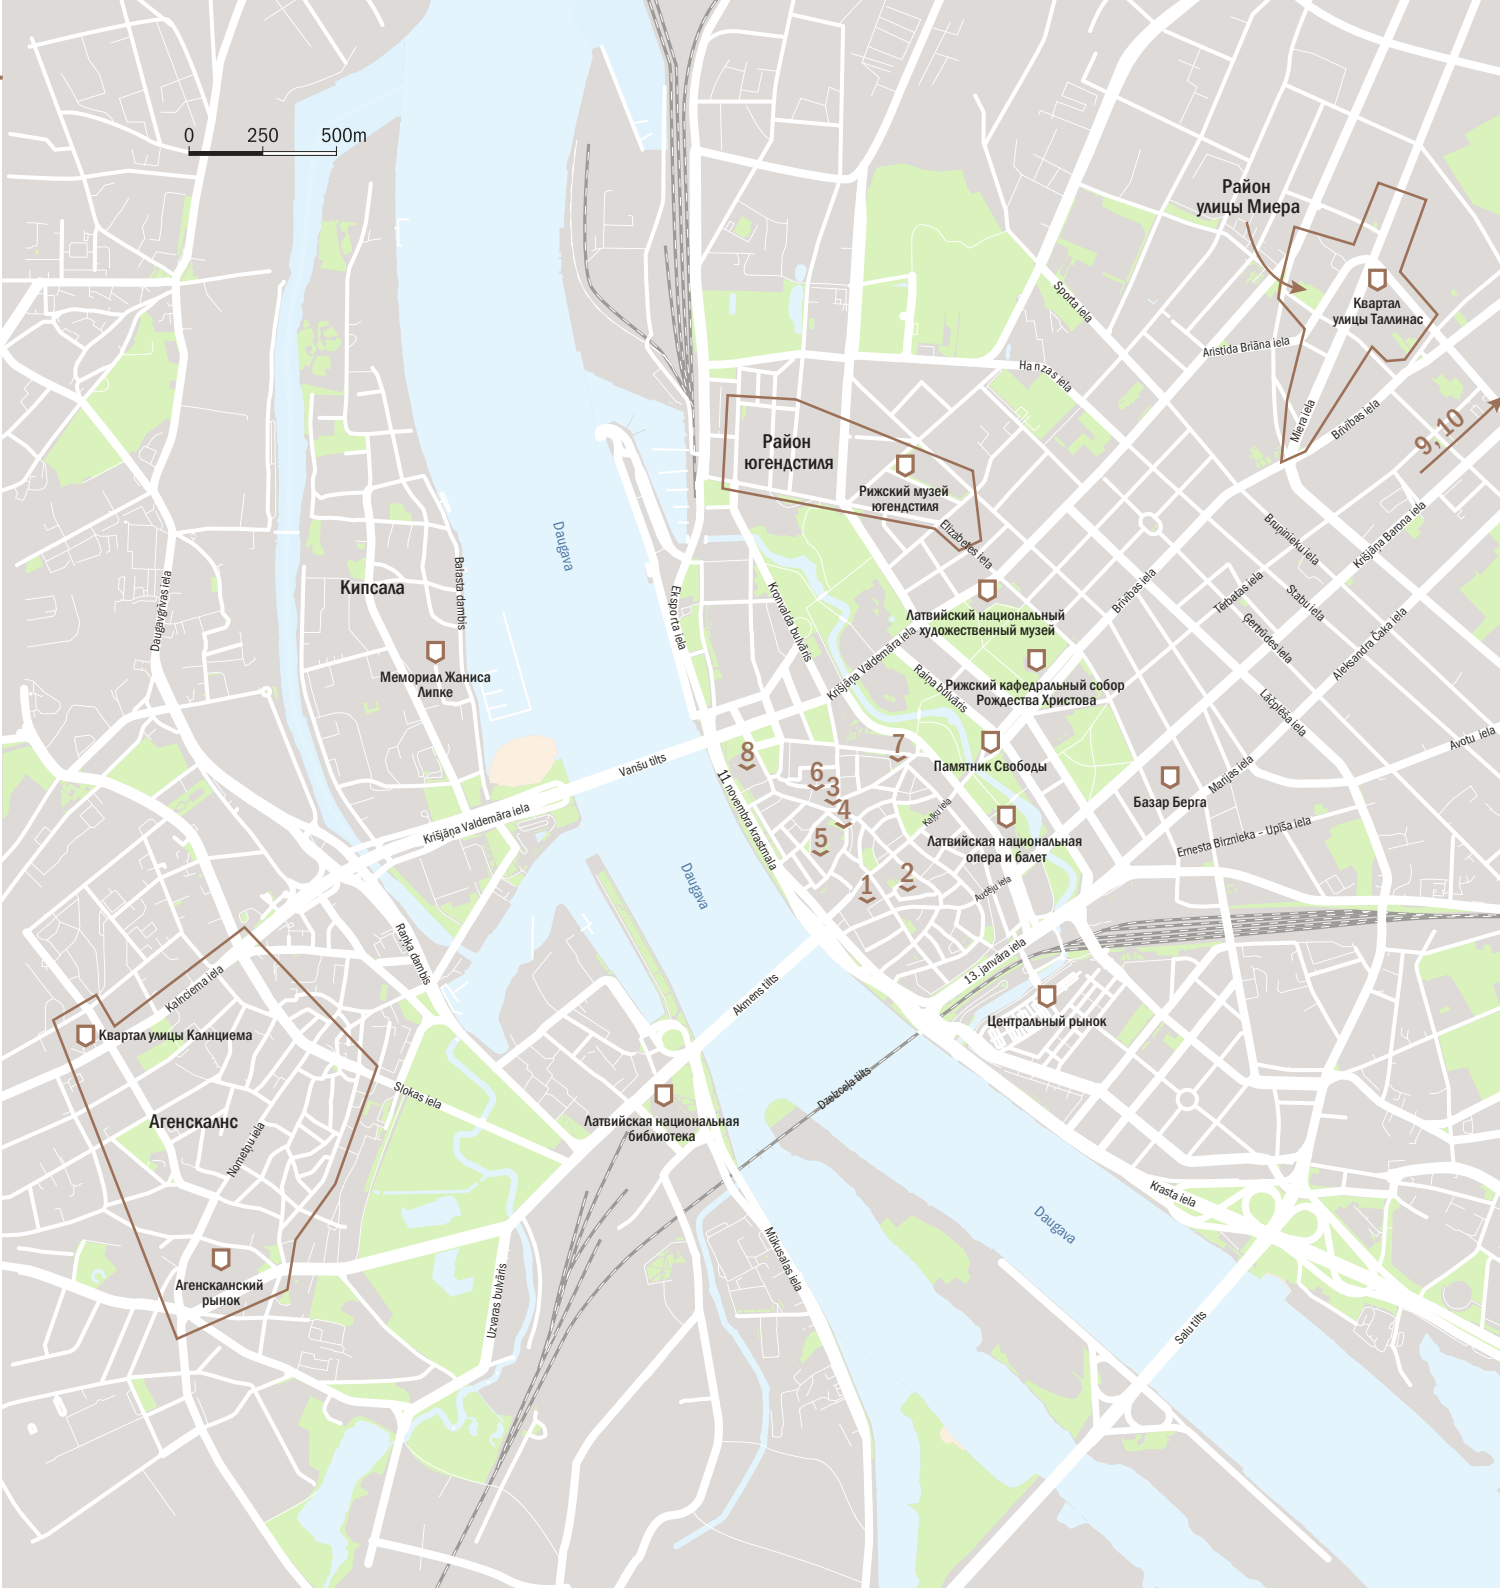 0 250 500m
Район
улицы Миера
Квартал
улицы Таллинас
Sporta iela
Aristida Briāna iela
Hanzas iela
Miera iela
Brīvības iela
9, 10
Район
югендстиля
Рижский музей
югендстиля
Elizabetes iela
Daugava
Кипсала
Balasta dambis
Daugavgrīvas iela
Мемориал Жаниса
Липке
Eksporta iela
Kronvalda bulvāris
Латвийский национальный
художественный музей
Krišjāņa Valdemāra iela
Raiņa bulvāris
Рижский кафедральный собор
Рождества Христова
Brīvības iela
Bruņinieku iela
Krišjāņa Barona iela
Tērbatas iela
Stabu iela
Ģertrūdes iela
Aleksandra Čaka iela
Lāčplēša iela
Avotu iela
Marijas iela
Памятник Свободы
Базар Берга
Ernesta Birznieka – Upīša iela
Латвийская национальная
опера и балет
Kaļķu iela
Audēju iela
8
7
6
3
4
5
2
1
Vanšu tilts
Krišjāņa Valdemāra iela
11 novembra krastmala
Daugava
Raņķa dambis
Kalnciema iela
Квартал улицы Калнциема
Akmens tilts
13. janvāra iela
Центральный рынок
Dzelzceļa tilts
Slokas iela
Агенскалнс
Nometņu iela
Латвийская национальная
библиотека
Агенскалнский
рынок
Uzvaras bulvāris
Mūkusalas iela
Daugava
Krasta iela
Salu tilts